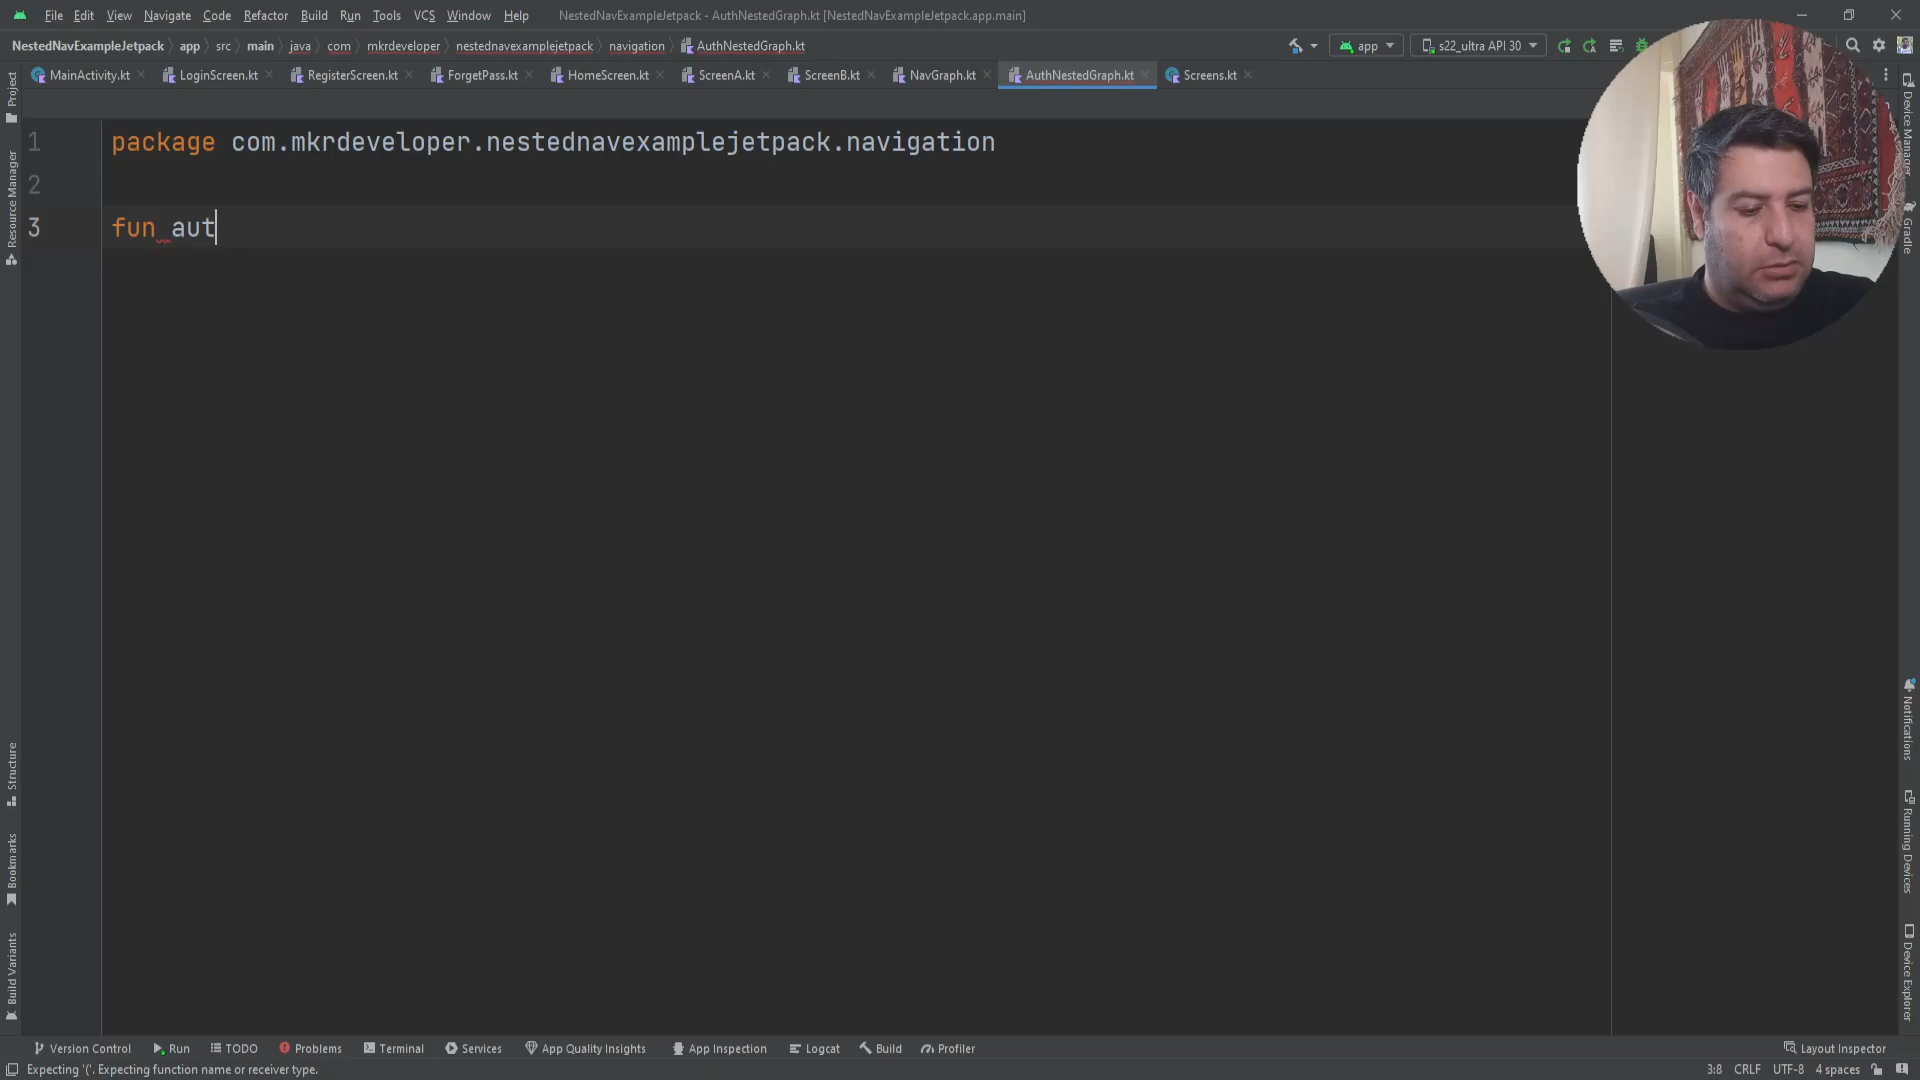 File Edit View Navigate Code Refactor Build Run Tools VCS Window Help NestedNavExampleJetpack - AuthNestedGraph.kt [NestedNavExampleJetpack.app.main]
NestedNavExampleJetpack app src main java com mkrdeveloper nestednavexamplejetpack navigation AuthNestedGraph.kt app s22_ultra API 30
MainActivity.kt LoginScreen.kt RegisterScreen.kt ForgetPass.kt HomeScreen.kt ScreenA.kt ScreenB.kt NavGraph.kt AuthNestedGraph.kt Screens.kt
Project
Resource Manager
Structure
Bookmarks
Build Variants
1 package com.mkrdeveloper.nestednavexamplejetpack.navigation
2
3 fun aut
Device Manager
Gradle
Notifications
Running Devices
Device Explorer
Version Control Run TODO Problems Terminal Services App Quality Insights App Inspection Logcat Build Profiler Layout Inspector
Expecting '('. Expecting function name or receiver type. 3:8 CRLF UTF-8 4 spaces